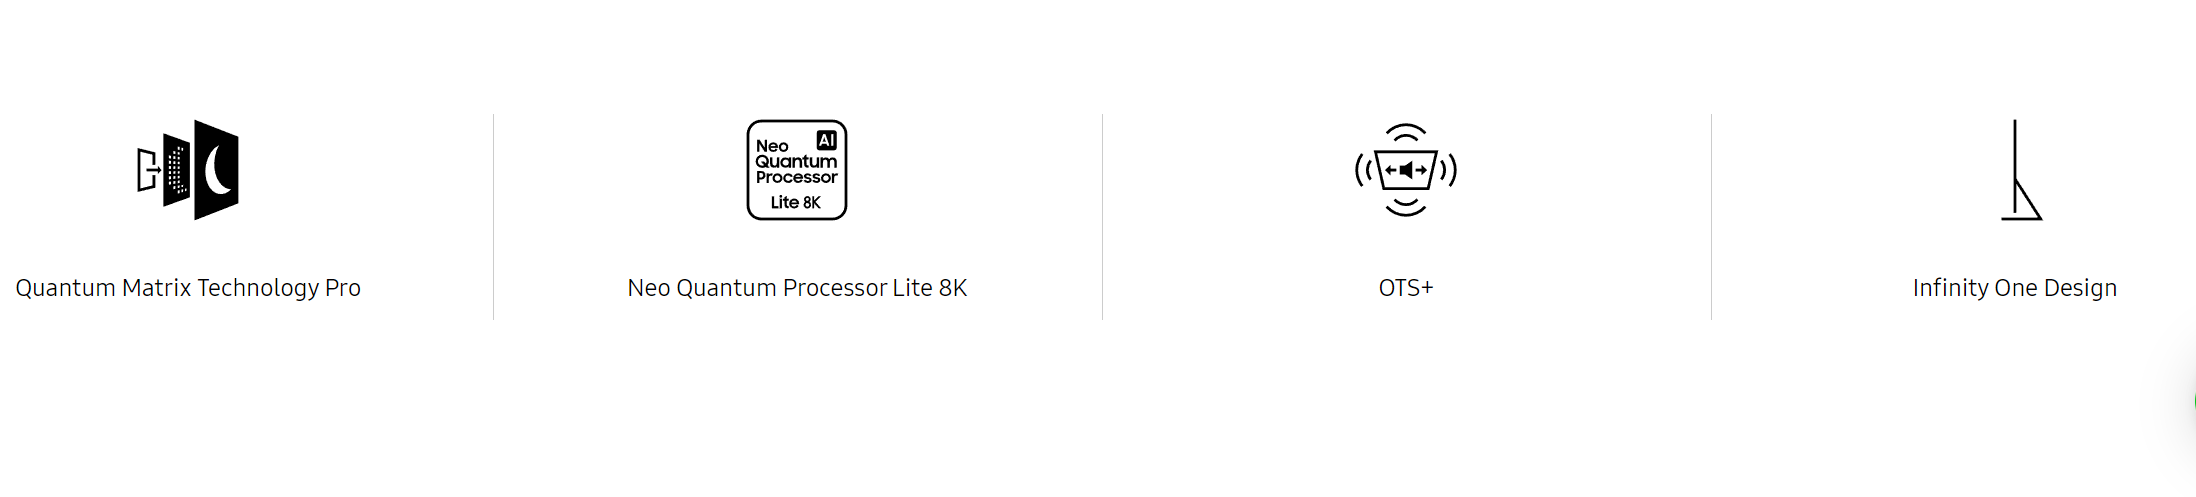 AI
Neo
Quantum
Processor
Lite 8K
Quantum Matrix Technology Pro
Neo Quantum Processor Lite 8K
OTS+
Infinity One Design